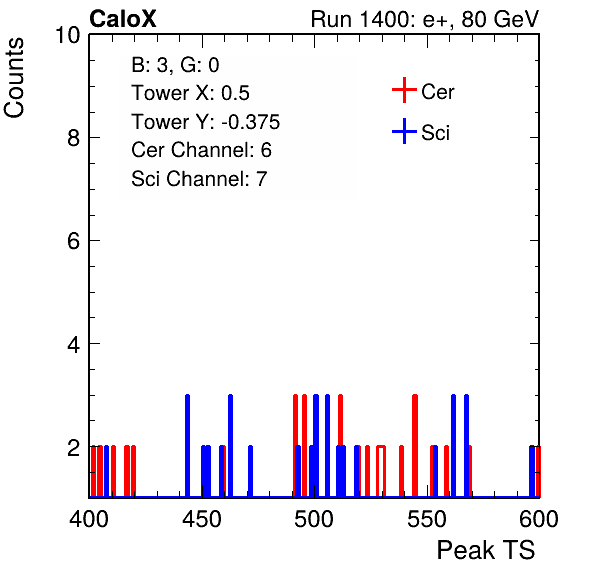 CaloX Run 1400: e+, 80 GeV
B: 3, G: 0
Tower X: 0.5
Tower Y: -0.375
Cer Channel: 6
Sci Channel: 7
Cer
Sci
Counts
10
8
6
4
2
400 450 500 550 600
Peak TS